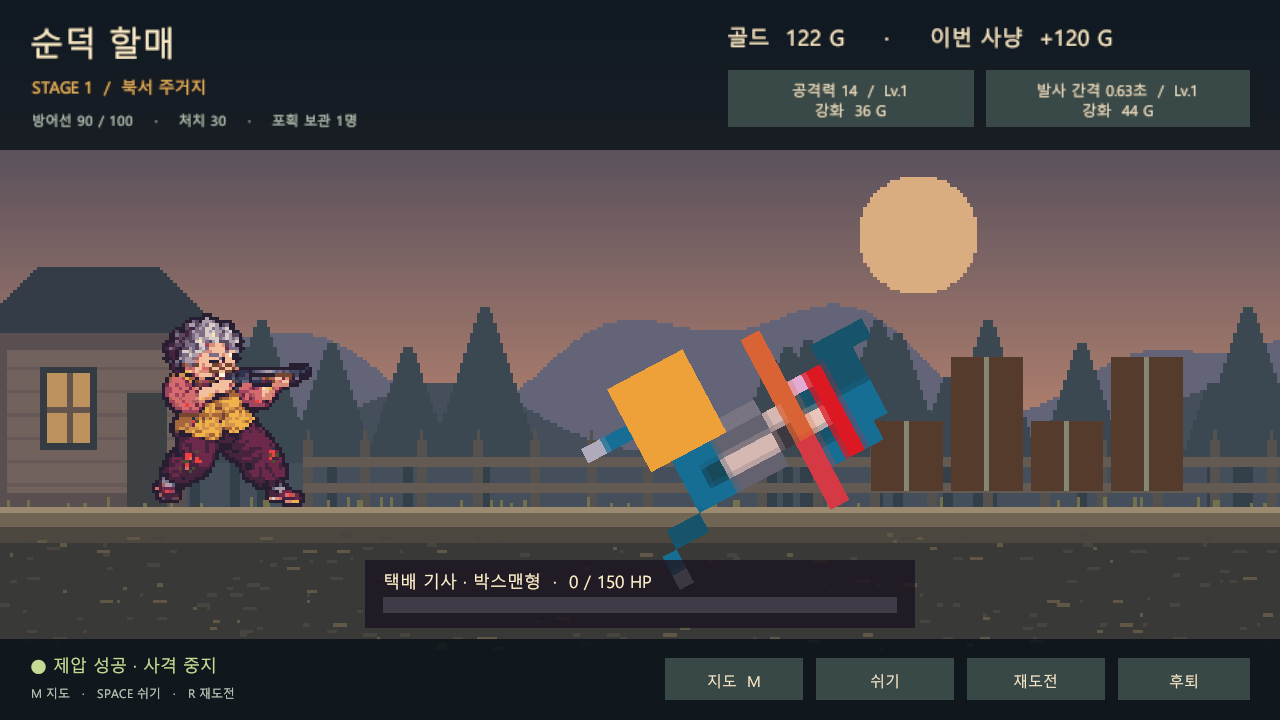 순덕 할매
STAGE 1 / 북서 주거지
방어선 90 / 100 · 처치 30 · 포획 보관 1명
골드 122 G · 이번 사냥 +120 G
공격력 14 / Lv.1
강화 36 G
발사 간격 0.63초 / Lv.1
강화 44 G
택배 기사 · 박스맨형 · 0 / 150 HP
제압 성공 · 사격 중지
M 지도 · SPACE 쉬기 · R 재도전
지도 M
쉬기
재도전
후퇴